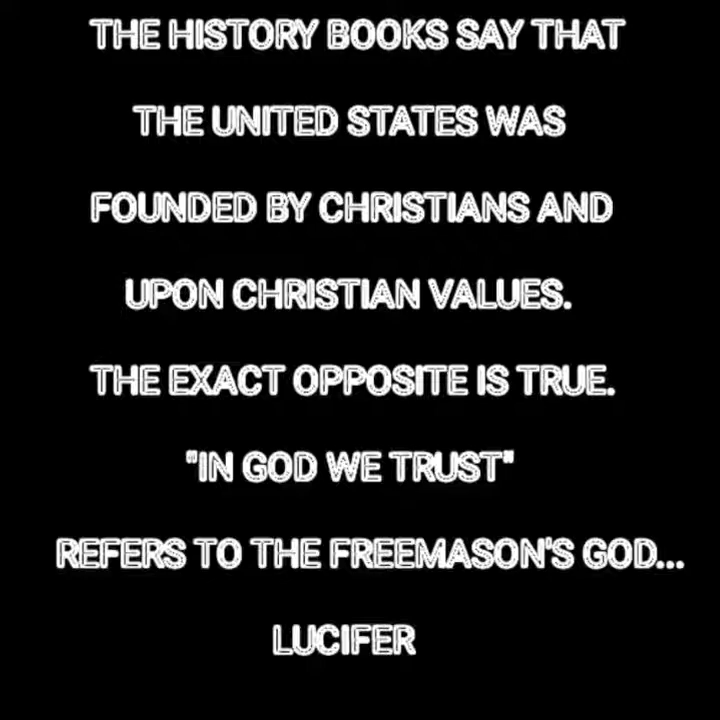 THE HISTORY BOOKS SAY THAT
THE UNITED STATES WAS
FOUNDED BY CHRISTIANS AND
UPON CHRISTIAN VALUES.
THE EXACT OPPOSITE IS TRUE.
"IN GOD WE TRUST"
REFERS TO THE FREEMASON'S GOD...
LUCIFER